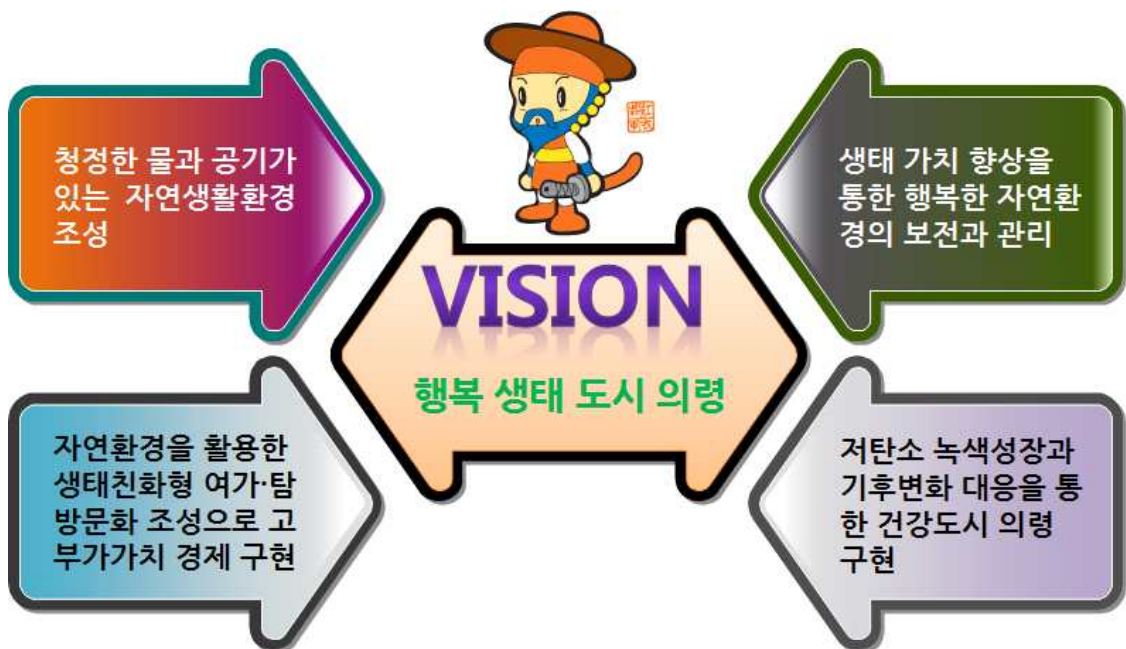 청정한 물과 공기가
있는 자연생활환경
조성
생태 가치 향상을
통한 행복한 자연환
경의 보전과 관리
VISION
행복 생태 도시 의령
자연환경을 활용한
생태친화형 여가·탐
방문화 조성으로 고
부가가치 경제 구현
저탄소 녹색성장과
기후변화 대응을 통
한 건강도시 의령
구현